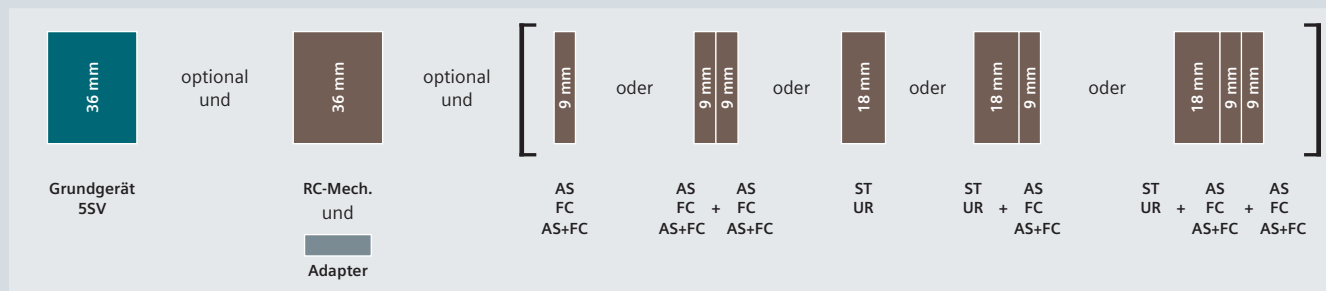 36 mm
optional
und
36 mm
optional
und
9 mm
oder
9 mm
9 mm
oder
18 mm
oder
18 mm
9 mm
oder
18 mm
9 mm
9 mm
Grundgerät
5SV
RC-Mech.
und
Adapter
AS
FC
AS+FC
AS AS
FC + FC
AS+FC AS+FC
ST
UR
ST AS
UR + FC
AS+FC
ST AS AS
UR + FC + FC
AS+FC AS+FC